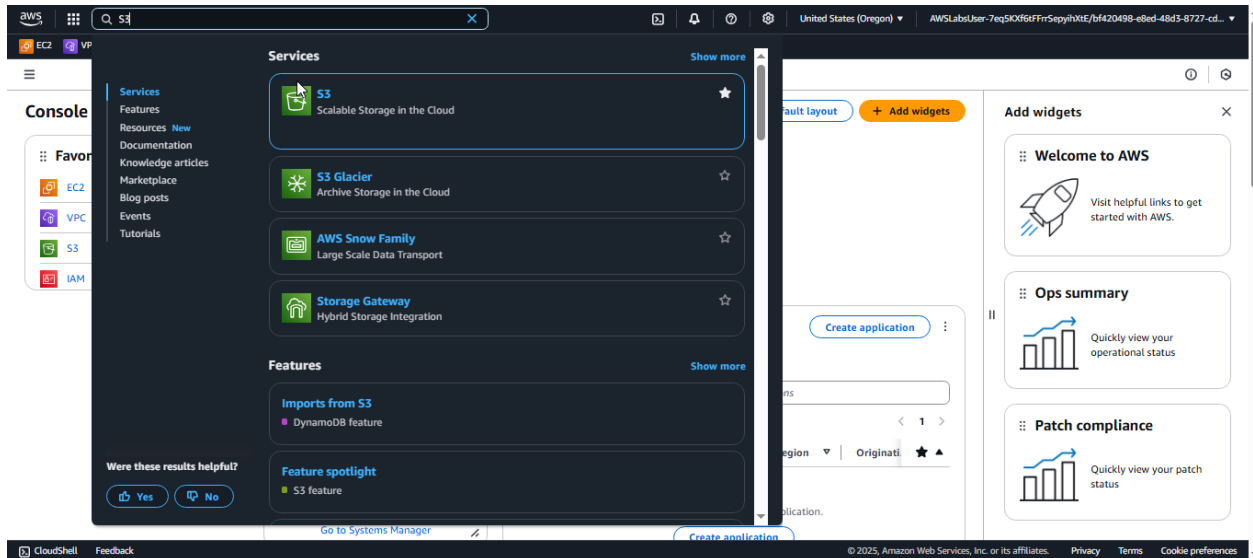 aws
S3
United States (Oregon) ▼
AWSLabsUser-7eq5KXf6tFFrrSepyihXtE/bf420498-e8ed-48d3-8727-cd... ▼
EC2
VP
Services
Features
Resources New
Documentation
Knowledge articles
Marketplace
Blog posts
Events
Tutorials
Were these results helpful?
Yes
No
Services
Show more
S3
Scalable Storage in the Cloud
S3 Glacier
Archive Storage in the Cloud
AWS Snow Family
Large Scale Data Transport
Storage Gateway
Hybrid Storage Integration
Features
Show more
Imports from S3
DynamoDB feature
Feature spotlight
S3 feature
Console
Favor
EC2
VPC
S3
IAM
Go to Systems Manager
fault layout
+ Add widgets
Create application
ns
1
egion
Originati
plication.
Create application
Add widgets
Welcome to AWS
Visit helpful links to get
started with AWS.
Ops summary
Quickly view your
operational status
Patch compliance
Quickly view your patch
status
CloudShell
Feedback
© 2025, Amazon Web Services, Inc. or its affiliates.
Privacy
Terms
Cookie preferences